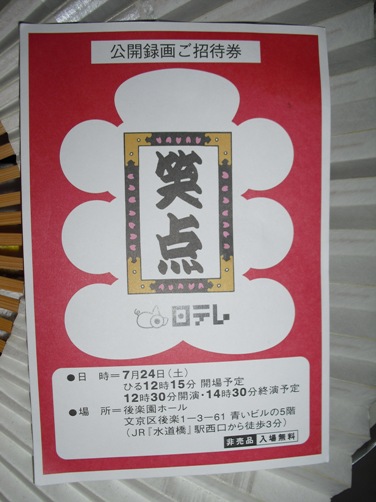 公開録画ご招待券
笑点
日テレ
●日 時=7月24日(土)
ひる12時15分 開場予定
12時30分開演・14時30分終演予定
●場 所=後楽園ホール
文京区後楽1-3-61 青いビルの5階
(JR『水道橋』駅西口から徒歩3分)
非売品 入場無料